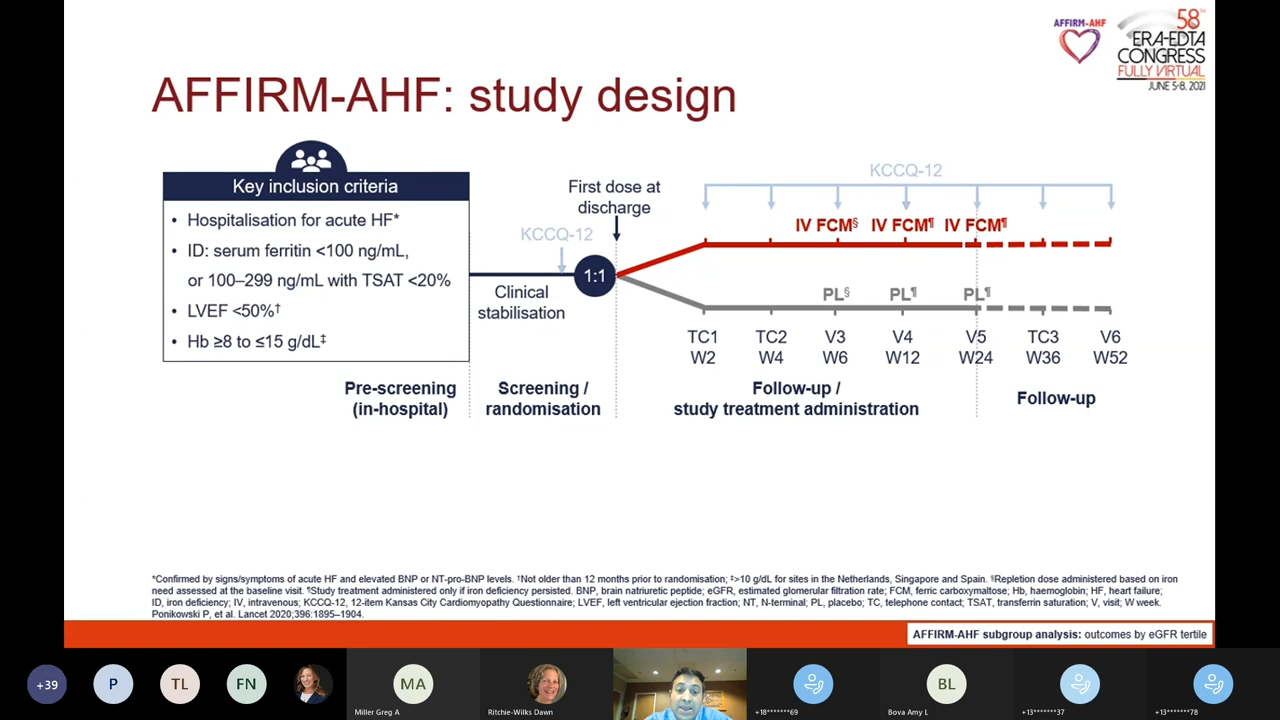 AFFIRM-AHF
58
ERA-EDTA
CONGRESS
FULLY VIRTUAL
JUNE 5-8, 2021
AFFIRM-AHF: study design
Key inclusion criteria
• Hospitalisation for acute HF*
• ID: serum ferritin <100 ng/mL,
or 100–299 ng/mL with TSAT <20%
• LVEF <50%†
• Hb ≥8 to ≤15 g/dL‡
KCCQ-12
First dose at
discharge
1:1
Clinical
stabilisation
KCCQ-12
IV FCM§ IV FCM¶ IV FCM¶
PL§ PL¶ PL¶
TC1 TC2 V3 V4 V5 TC3 V6
W2 W4 W6 W12 W24 W36 W52
Pre-screening
(in-hospital)
Screening /
randomisation
Follow-up /
study treatment administration
Follow-up
*Confirmed by signs/symptoms of acute HF and elevated BNP or NT-pro-BNP levels. †Not older than 12 months prior to randomisation; ‡>10 g/dL for sites in the Netherlands, Singapore and Spain. §Repletion dose administered based on iron
need assessed at the baseline visit. ¶Study treatment administered only if iron deficiency persisted. BNP, brain natriuretic peptide; eGFR, estimated glomerular filtration rate; FCM, ferric carboxymaltose; Hb, haemoglobin; HF, heart failure;
ID, iron deficiency; IV, intravenous; KCCQ-12, 12-item Kansas City Cardiomyopathy Questionnaire; LVEF, left ventricular ejection fraction; NT, N-terminal; PL, placebo; TC, telephone contact; TSAT, transferrin saturation; V, visit; W week.
Ponikowski P, et al. Lancet 2020;396:1895–1904.
AFFIRM-AHF subgroup analysis: outcomes by eGFR tertile
+39
P
TL
FN
MA
Miller Greg A
Ritchie-Wilks Dawn
+18*******69
BL
Bova Amy L
+13*******37
+13*******78